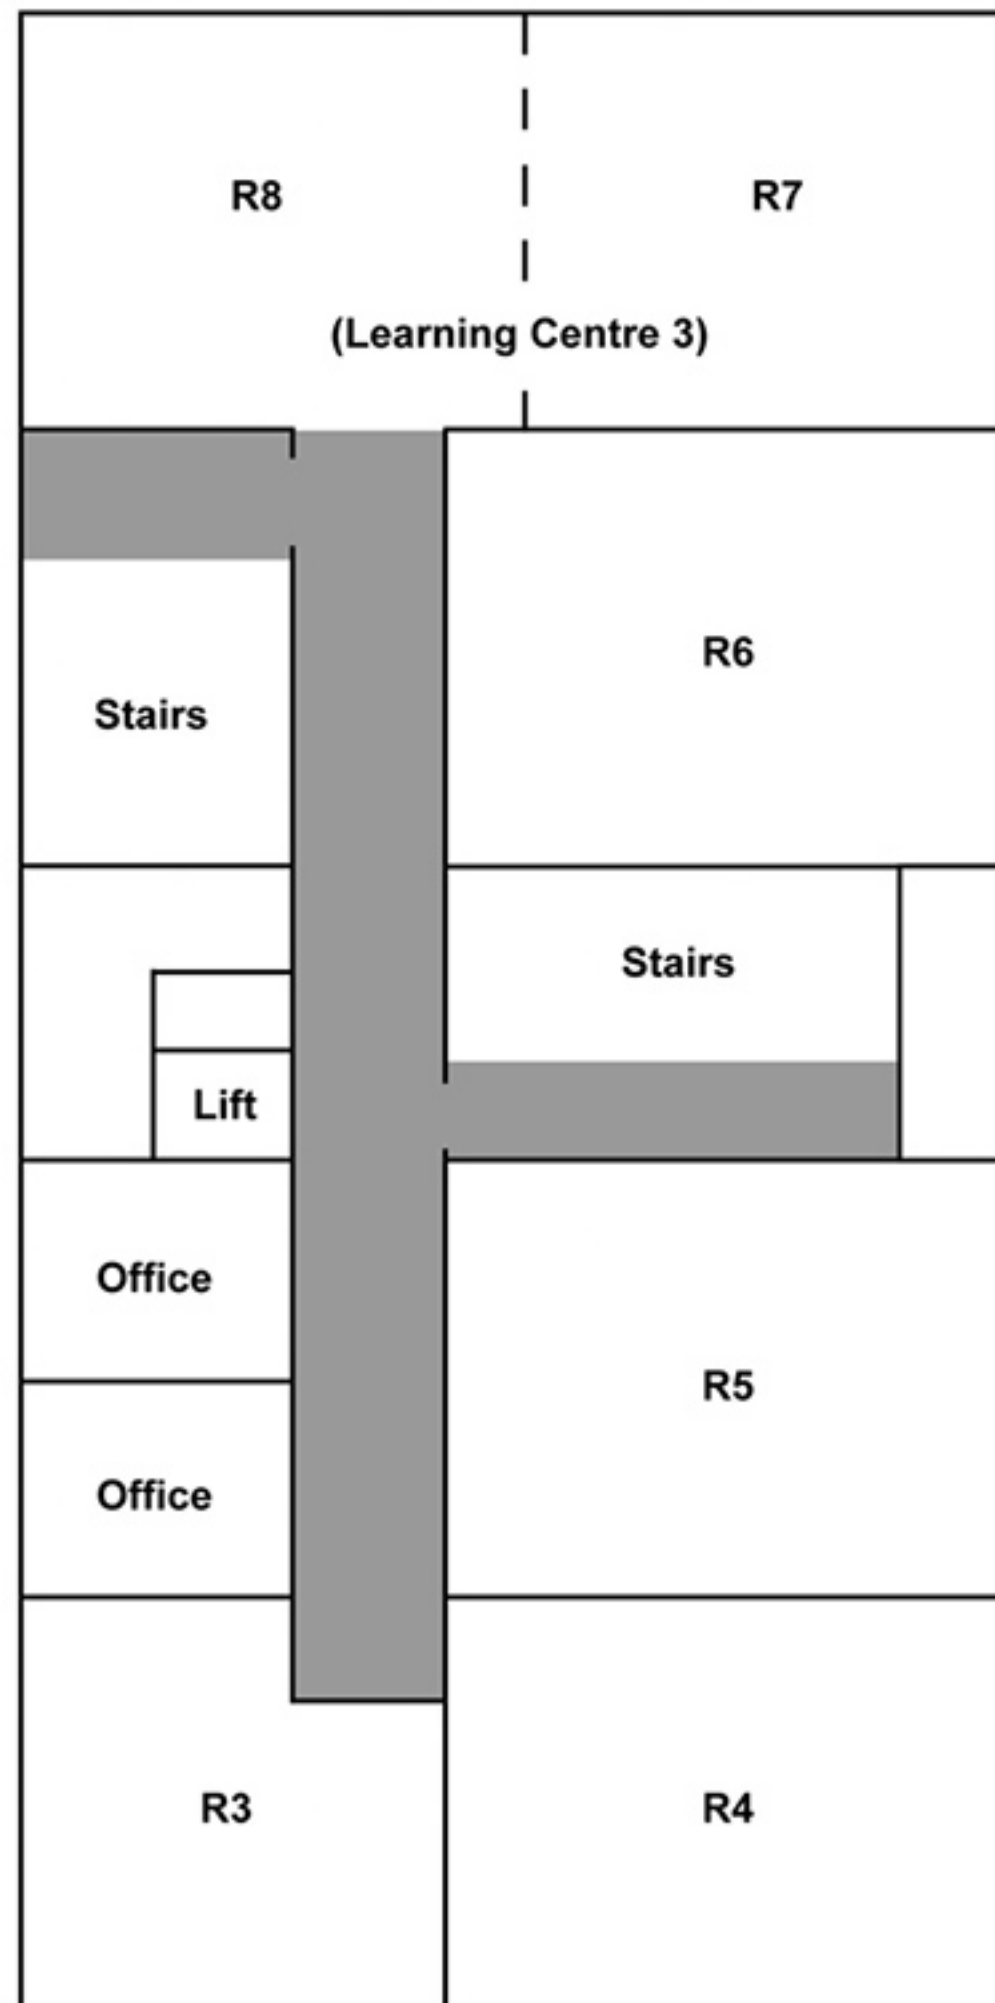 R8
R7
(Learning Centre 3)
R6
Stairs
Stairs
Lift
Office
R5
Office
R3
R4